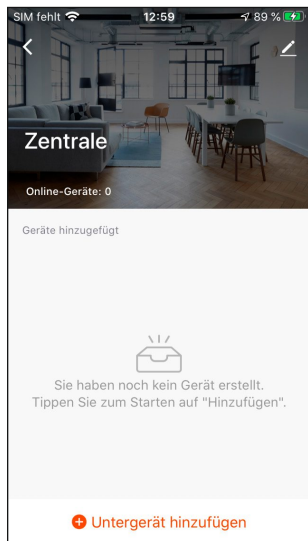 SIM fehlt 12:59 89 %
Zentrale
Online-Geräte: 0
Geräte hinzugefügt
Sie haben noch kein Gerät erstellt.
Tippen Sie zum Starten auf "Hinzufügen".
Untergerät hinzufügen